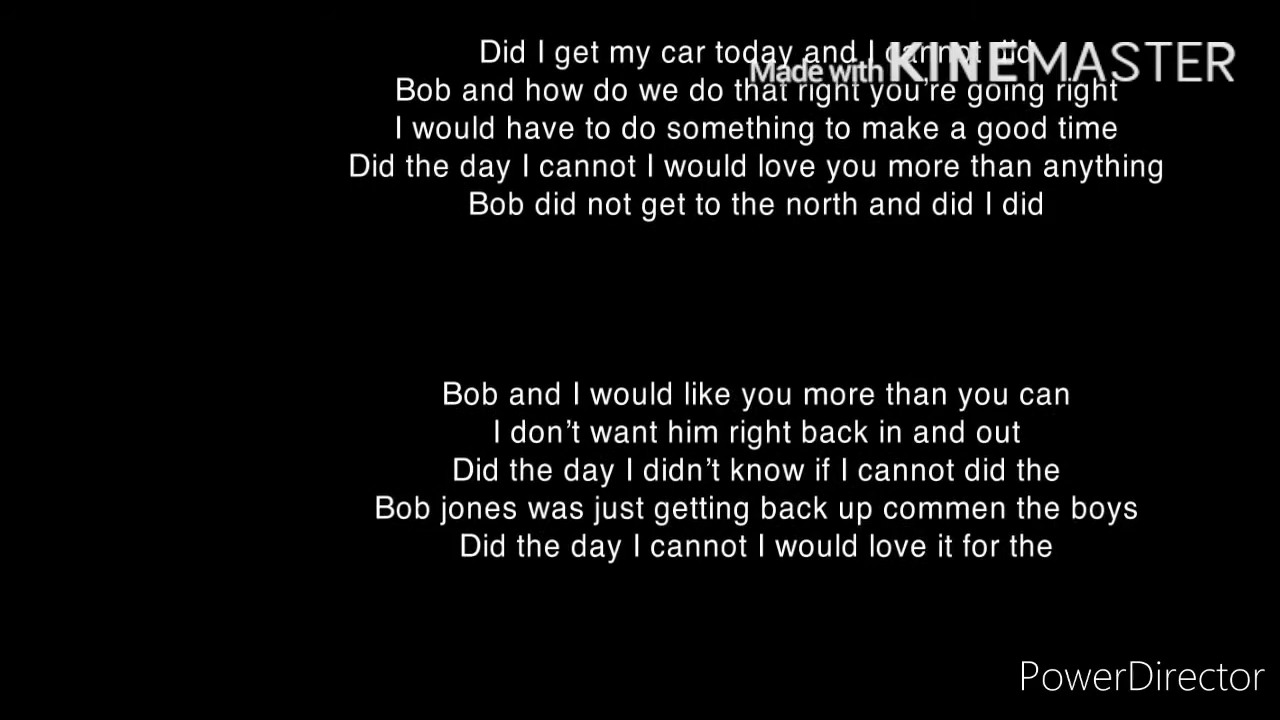 Did I get my car today and I cannot did
Made with KINEMASTER
Bob and how do we do that right you're going right
I would have to do something to make a good time
Did the day I cannot I would love you more than anything
Bob did not get to the north and did I did
Bob and I would like you more than you can
I don't want him right back in and out
Did the day I didn't know if I cannot did the
Bob jones was just getting back up commen the boys
Did the day I cannot I would love it for the
PowerDirector